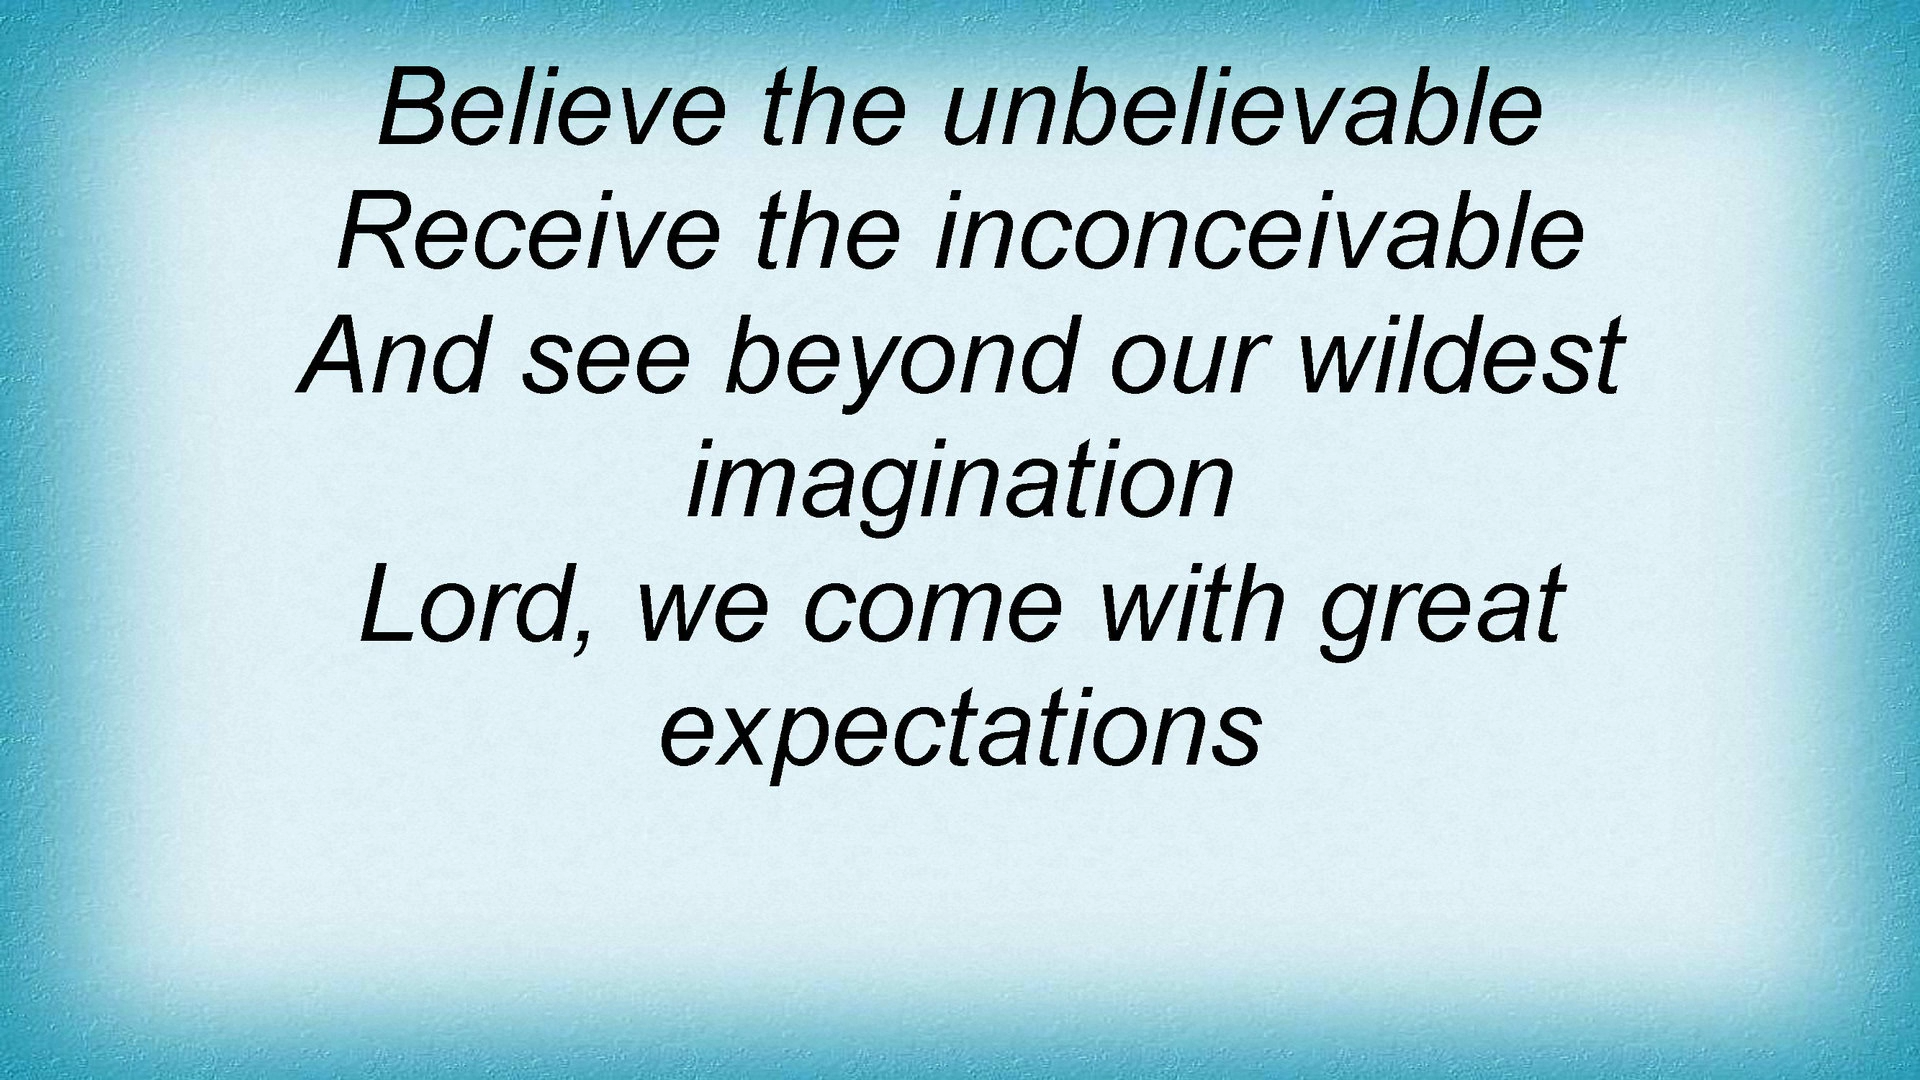 Believe the unbelievable
Receive the inconceivable
And see beyond our wildest
imagination
Lord, we come with great
expectations